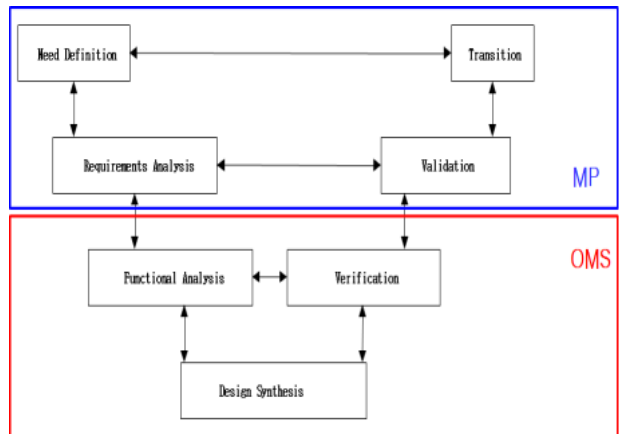 Need Definition
Transition
Requirements Analysis
Validation
MP
Functional Analysis
Verification
OMS
Design Synthesis